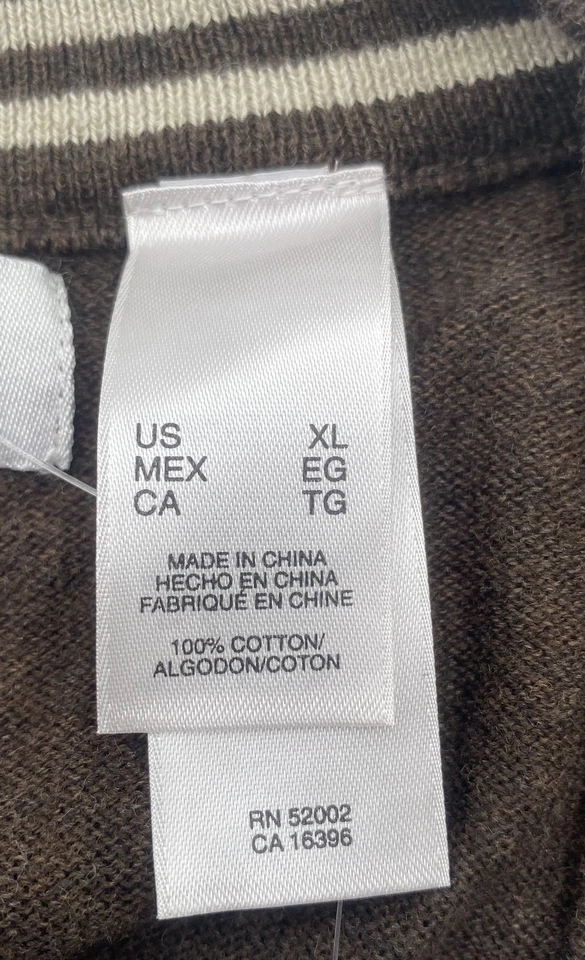 US XL
MEX EG
CA TG
MADE IN CHINA
HECHO EN CHINA
FABRIQUÉ EN CHINE
100% COTTON/
ALGODON/COTON
RN 52002
CA 16396